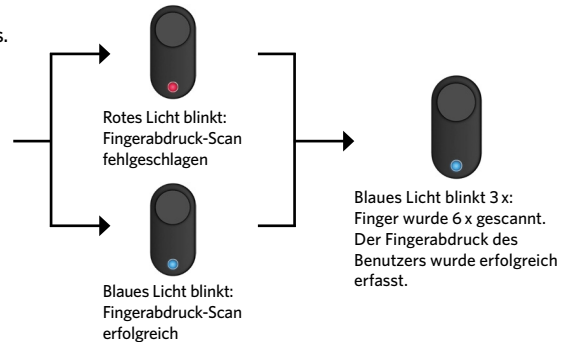 s.
Rotes Licht blinkt:
Fingerabdruck-Scan
fehlgeschlagen
Blaues Licht blinkt:
Fingerabdruck-Scan
erfolgreich
Blaues Licht blinkt 3 x:
Finger wurde 6 x gescannt.
Der Fingerabdruck des
Benutzers wurde erfolgreich
erfasst.